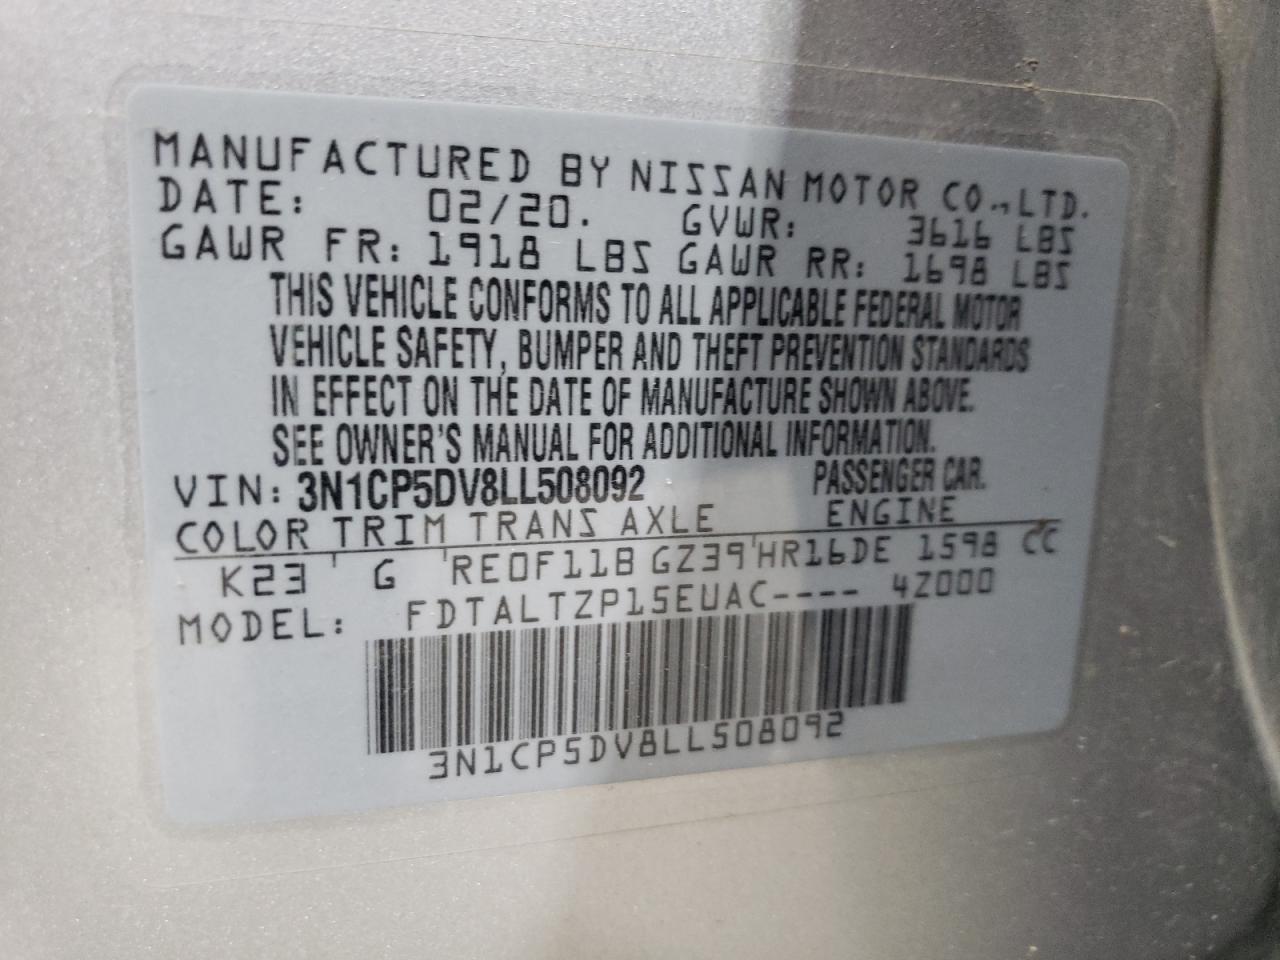 MANUFACTURED BY NISSAN MOTOR CO.,LTD.
DATE: 02/20. GVWR: 3616 LBS
GAWR FR: 1918 LBS GAWR RR: 1698 LBS
THIS VEHICLE CONFORMS TO ALL APPLICABLE FEDERAL MOTOR
VEHICLE SAFETY, BUMPER AND THEFT PREVENTION STANDARDS
IN EFFECT ON THE DATE OF MANUFACTURE SHOWN ABOVE.
SEE OWNER'S MANUAL FOR ADDITIONAL INFORMATION.
VIN: 3N1CP5DV8LL508092 PASSENGER CAR.
COLOR TRIM TRANS AXLE ENGINE
K23 G RE0F11B GZ39 HR16DE 1598 CC
MODEL: FDTALTZP15EUAC---- 4Z000
3N1CP5DV8LL508092